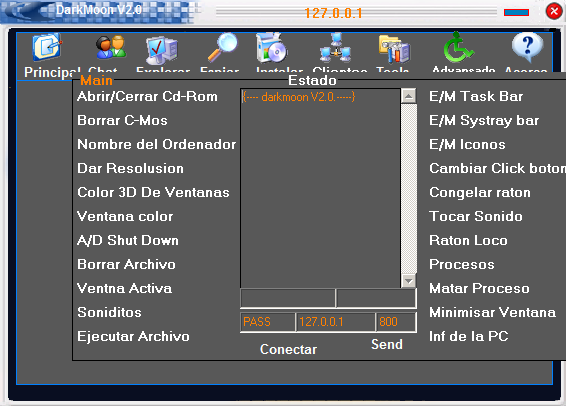 DarkMoon V2.0
127.0.0.1
Principal Chat Explorer Espiar Instalar Clientes Tools Advansado Acerca
Main
Estado
Abrir/Cerrar Cd-Rom
Borrar C-Mos
Nombre del Ordenador
Dar Resolusion
Color 3D De Ventanas
Ventana color
A/D Shut Down
Borrar Archivo
Ventna Activa
Soniditos
Ejecutar Archivo
{---- darkmoon V2.0.-----}
PASS 127.0.0.1 800
Conectar
Send
E/M Task Bar
E/M Systray bar
E/M Iconos
Cambiar Click boton
Congelar raton
Tocar Sonido
Raton Loco
Procesos
Matar Proceso
Minimisar Ventana
Inf de la PC